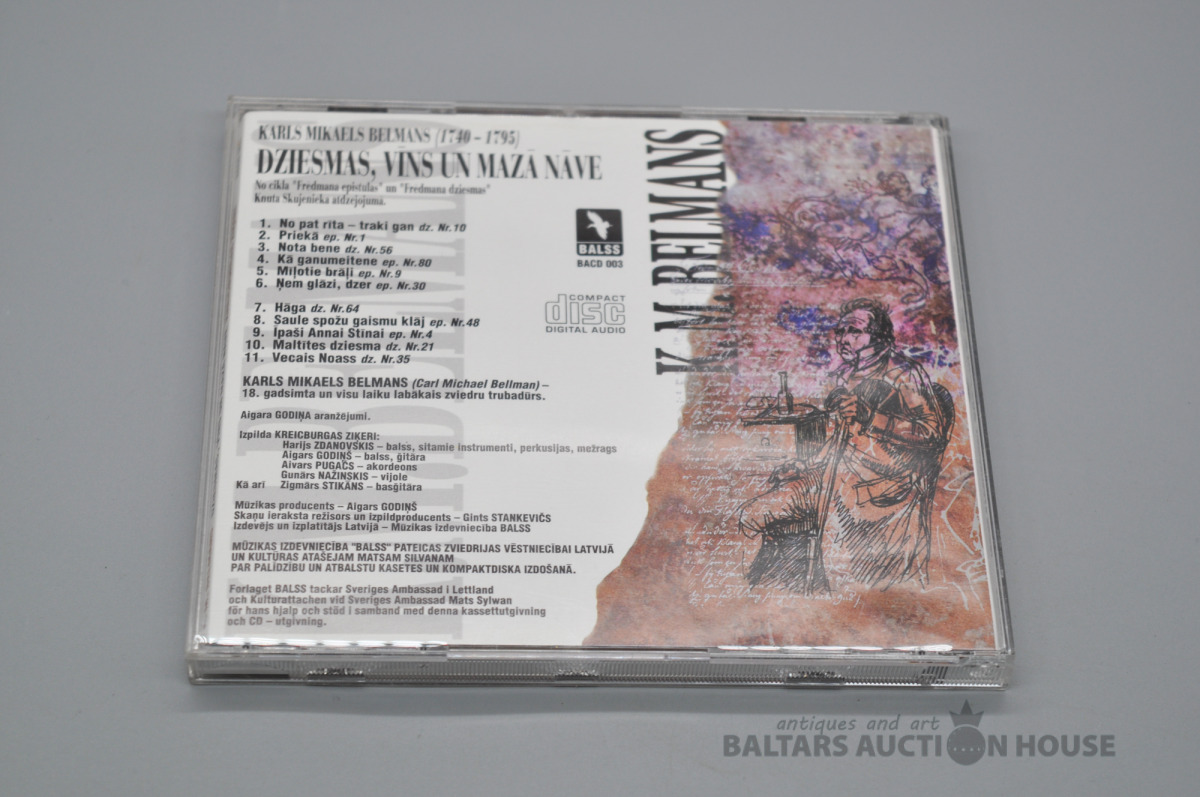 KARLS MIKAELS BELMANS (1740 – 1795)
DZIESMAS, VĪNS UN MAZĀ NĀVE
No cikla "Fredmana epistulas" un "Fredmana dziesmas"
Knuta Skujenieka atdzejojumā.
1. No pat rīta – traki gan dz. Nr.10
2. Priekā ep. Nr.1
3. Nota bene dz. Nr.56
4. Kā ganumeitene ep. Nr.80
5. Miļotie brāļi ep. Nr.9
6. Ņem glāzi, dzer ep. Nr.30
7. Hāga dz. Nr.64
8. Saule spožu gaismu klāj ep. Nr.48
9. Īpaši Annai Stīnai ep. Nr.4
10. Maltītes dziesma dz. Nr.21
11. Vecais Noass dz. Nr.35
BALSS
BACD 003
COMPACT
disc
DIGITAL AUDIO
K.M.BELMANS
KARLS MIKAELS BELMANS (Carl Michael Bellman) –
18. gadsimta un visu laiku labākais zviedru trubadūrs.
Aigara GODIŅA aranžējumi.
Izpilda KREICBURGAS ZIĶERI:
Harijs ZDANOVSKIS – balss, sitamie instrumenti, perkusijas, mežrags
Aigars GODIŅŠ – balss, ģitāra
Aivars PUGAČS – akordeons
Gunārs NAŽINSKIS – vijole
Kā arī Zigmārs STIKĀNS – basģitāra
Mūzikas producents – Aigars GODIŅŠ
Skaņu ieraksta režisors un izpildproducents – Gints STANKEVIČS
Izdevējs un izplatītājs Latvijā – Mūzikas izdevniecība BALSS
MŪZIKAS IZDEVNIECĪBA "BALSS" PATEICAS ZVIEDRIJAS VĒSTNIECĪBAI LATVIJĀ
UN KULTŪRAS ATAŠEJAM MATSAM SILVANAM
PAR PALĪDZĪBU UN ATBALSTU KASETES UN KOMPAKTDISKA IZDOŠANĀ.
Förlaget BALSS tackar Sveriges Ambassad i Lettland
och Kulturattachen vid Sveriges Ambassad Mats Sylwan
för hans hjalp och stöd i samband med denna kassettutgivning
och CD – utgivning.
antiques and art
BALTARS AUCTION HOUSE